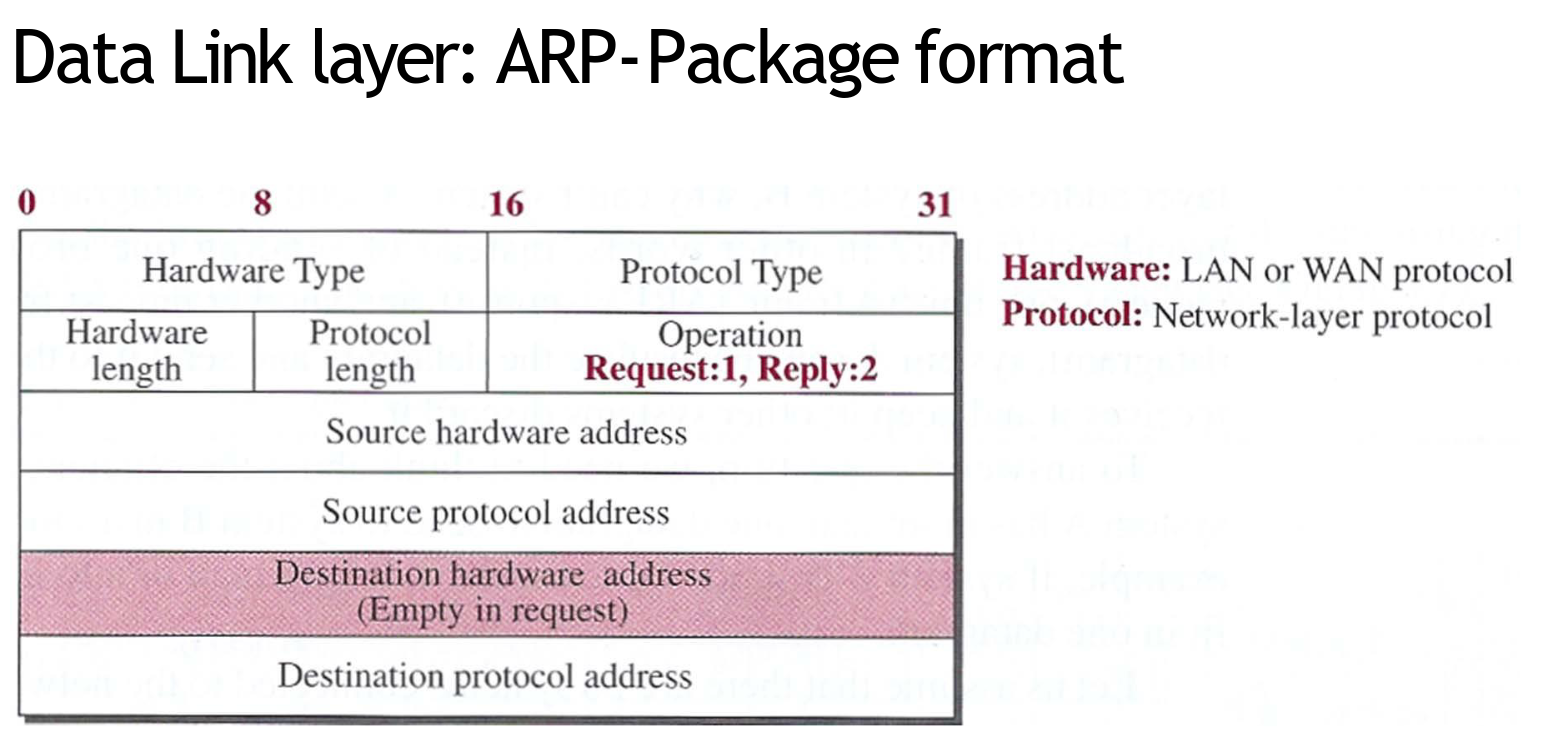 Data Link layer: ARP-Package format
0 8 16 31
Hardware Type Protocol Type
Hardware: LAN or WAN protocol
Protocol: Network-layer protocol
Hardware length
Protocol length
Operation
Request:1, Reply:2
Source hardware address
Source protocol address
Destination hardware address
(Empty in request)
Destination protocol address